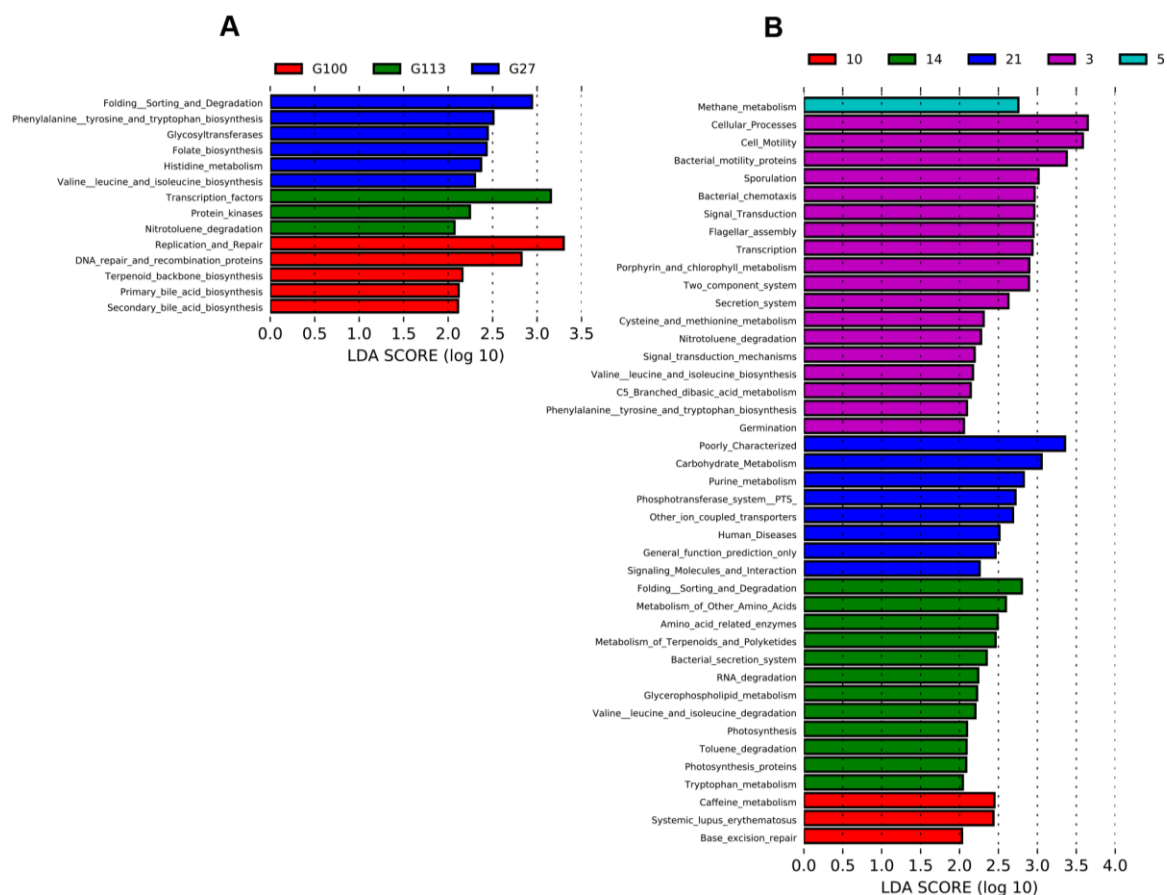 A
G100 G113 G27
Folding__Sorting_and_Degradation
Phenylalanine__tyrosine_and_tryptophan_biosynthesis
Glycosyltransferases
Folate_biosynthesis
Histidine_metabolism
Valine__leucine_and_isoleucine_biosynthesis
Transcription_factors
Protein_kinases
Nitrotoluene_degradation
Replication_and_Repair
DNA_repair_and_recombination_proteins
Terpenoid_backbone_biosynthesis
Primary_bile_acid_biosynthesis
Secondary_bile_acid_biosynthesis
0.0 0.5 1.0 1.5 2.0 2.5 3.0 3.5
LDA SCORE (log 10)
B
10 14 21 3 5
Methane_metabolism
Cellular_Processes
Cell_Motility
Bacterial_motility_proteins
Sporulation
Bacterial_chemotaxis
Signal_Transduction
Flagellar_assembly
Transcription
Porphyrin_and_chlorophyll_metabolism
Two_component_system
Secretion_system
Cysteine_and_methionine_metabolism
Nitrotoluene_degradation
Signal_transduction_mechanisms
Valine__leucine_and_isoleucine_biosynthesis
C5_Branched_dibasic_acid_metabolism
Phenylalanine__tyrosine_and_tryptophan_biosynthesis
Germination
Poorly_Characterized
Carbohydrate_Metabolism
Purine_metabolism
Phosphotransferase_system__PTS_
Other_ion_coupled_transporters
Human_Diseases
General_function_prediction_only
Signaling_Molecules_and_Interaction
Folding__Sorting_and_Degradation
Metabolism_of_Other_Amino_Acids
Amino_acid_related_enzymes
Metabolism_of_Terpenoids_and_Polyketides
Bacterial_secretion_system
RNA_degradation
Glycerophospholipid_metabolism
Valine__leucine_and_isoleucine_degradation
Photosynthesis
Toluene_degradation
Photosynthesis_proteins
Tryptophan_metabolism
Caffeine_metabolism
Systemic_lupus_erythematosus
Base_excision_repair
0.0 0.5 1.0 1.5 2.0 2.5 3.0 3.5 4.0
LDA SCORE (log 10)